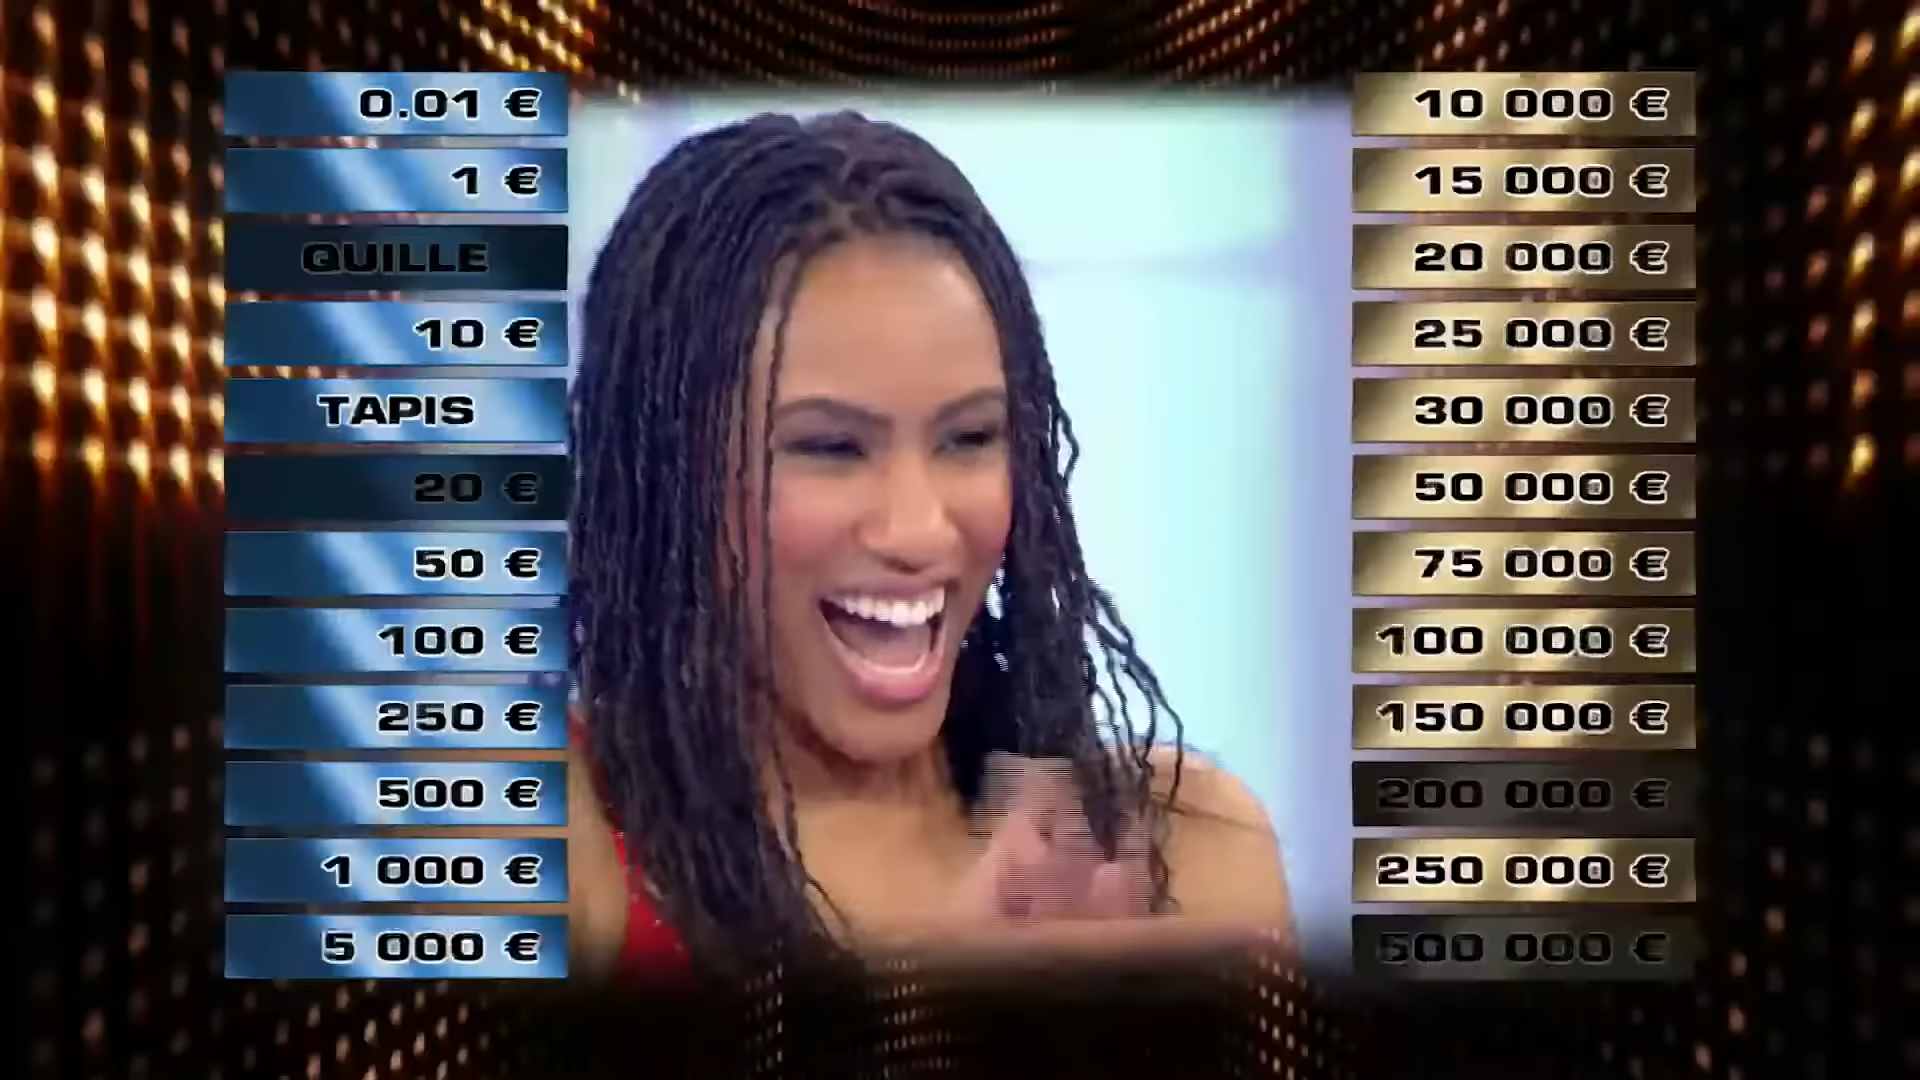 0.01 €
1 €
QUILLE
10 €
TAPIS
20 €
50 €
100 €
250 €
500 €
1 000 €
5 000 €
10 000 €
15 000 €
20 000 €
25 000 €
30 000 €
50 000 €
75 000 €
100 000 €
150 000 €
200 000 €
250 000 €
500 000 €